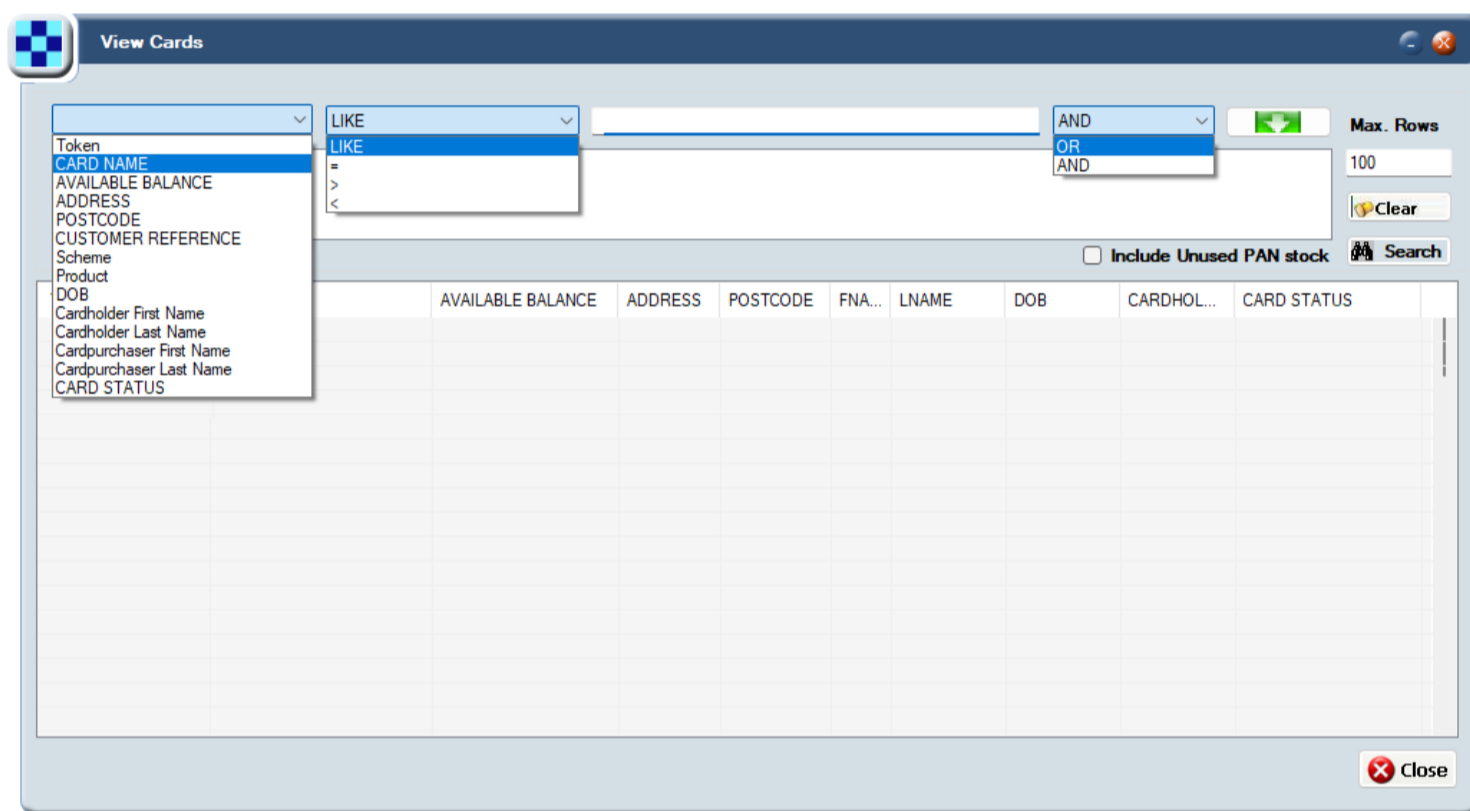 View Cards
LIKE AND Max. Rows
Token
CARD NAME
AVAILABLE BALANCE
ADDRESS
POSTCODE
CUSTOMER REFERENCE
Scheme
Product
DOB
Cardholder First Name
Cardholder Last Name
Cardpurchaser First Name
Cardpurchaser Last Name
CARD STATUS
LIKE
=
>
<
OR
AND
100
Clear
Include Unused PAN stock Search
AVAILABLE BALANCE ADDRESS POSTCODE FNA... LNAME DOB CARDHOL... CARD STATUS
Close